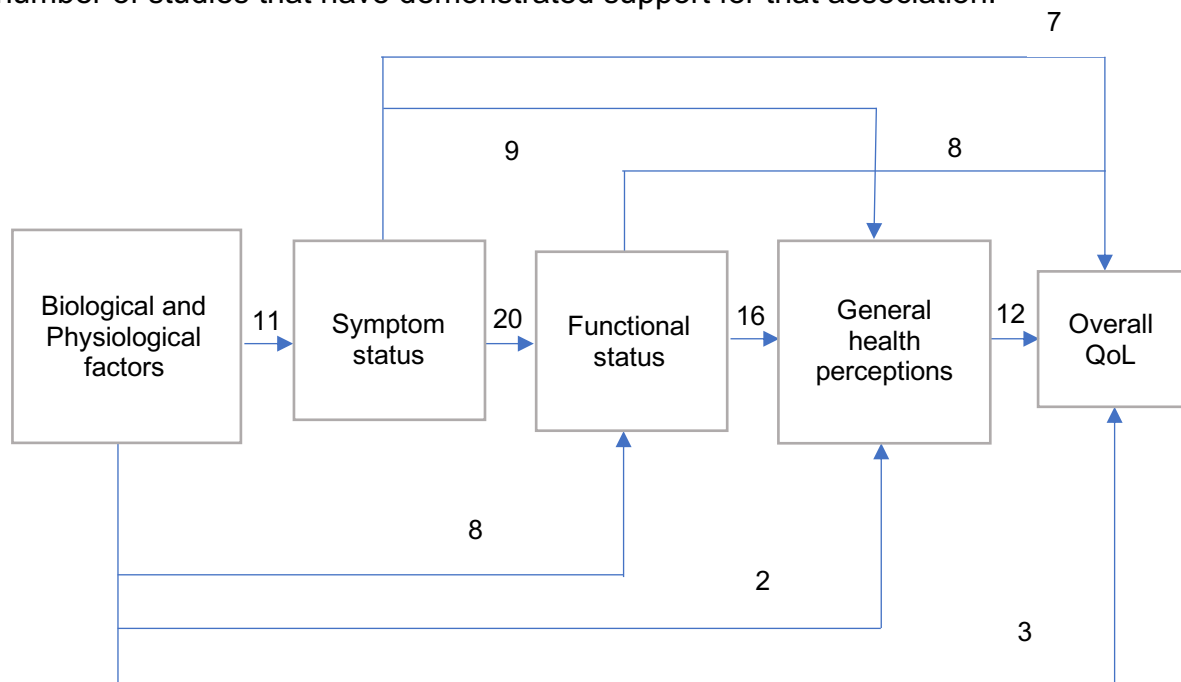 number of studies that have demonstrated support for that association.
7
9
8
Biological and
Physiological
factors
11
Symptom
status
20
Functional
status
16
General
health
perceptions
12
Overall
QoL
8
2
3